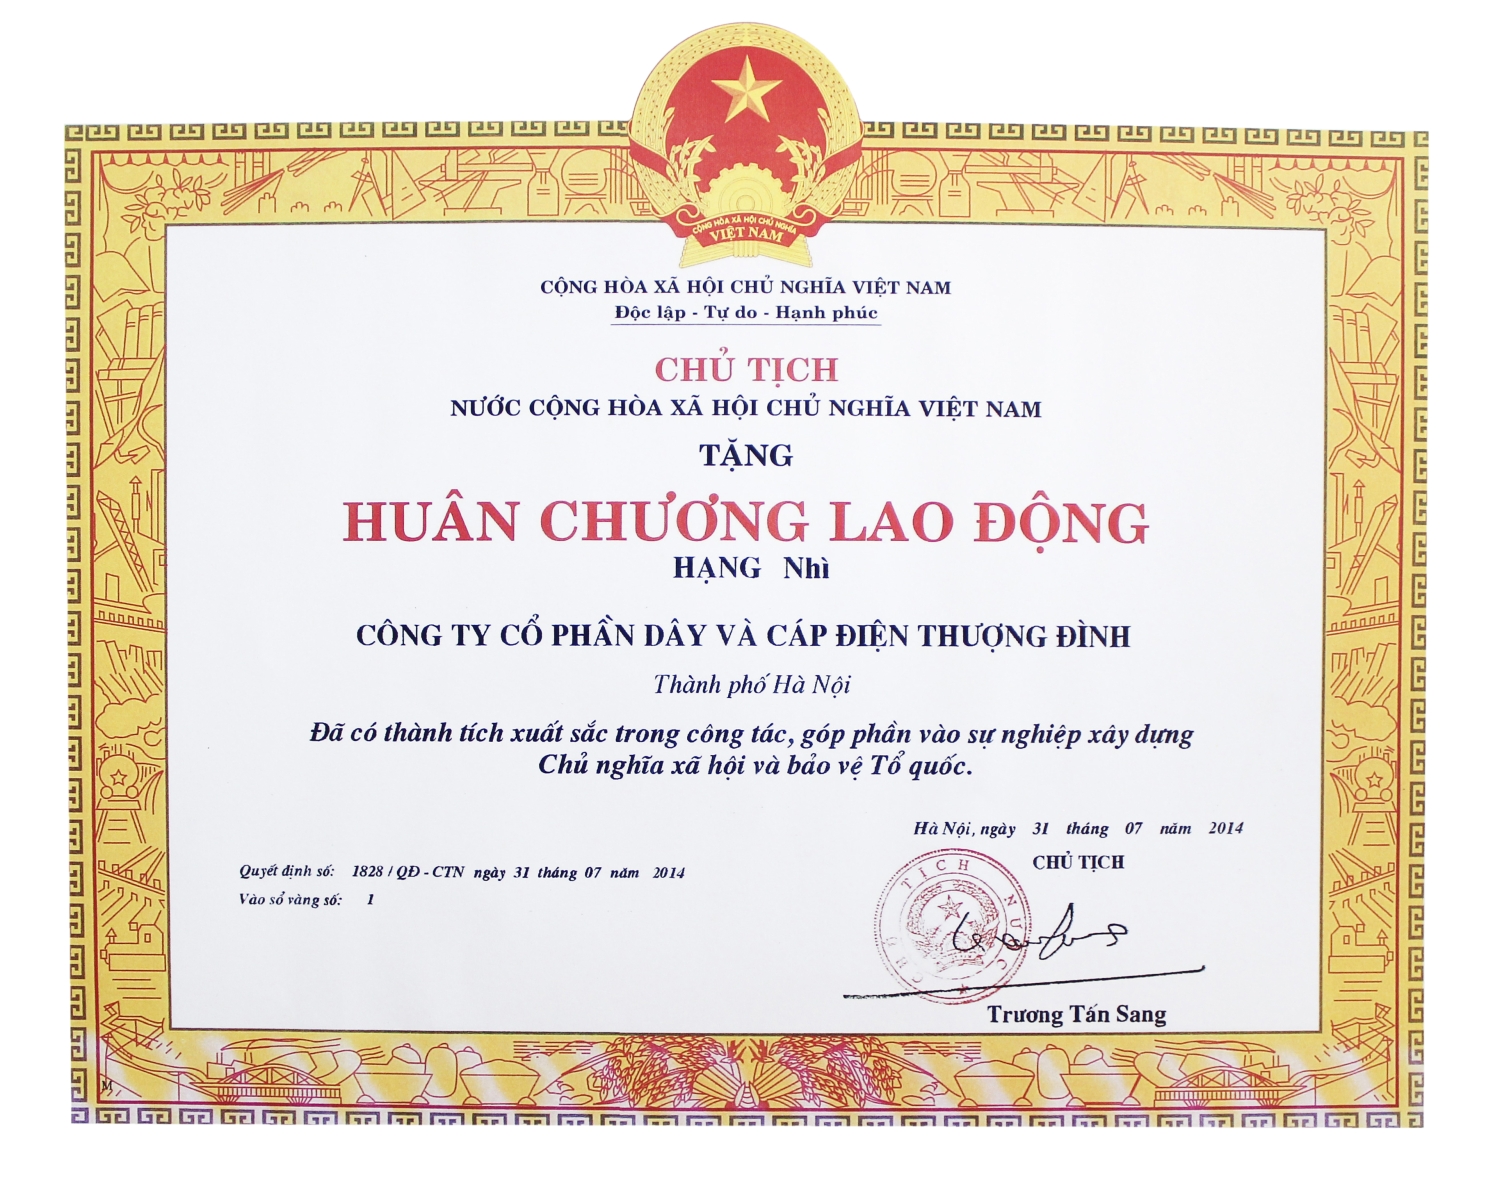 CỘNG HÒA XÃ HỘI CHỦ NGHĨA
VIỆT NAM
CỘNG HÒA XÃ HỘI CHỦ NGHĨA VIỆT NAM
Độc lập - Tự do - Hạnh phúc
CHỦ TỊCH
NƯỚC CỘNG HÒA XÃ HỘI CHỦ NGHĨA VIỆT NAM
TẶNG
HUÂN CHƯƠNG LAO ĐỘNG
HẠNG Nhì
CÔNG TY CỔ PHẦN DÂY VÀ CÁP ĐIỆN THƯỢNG ĐÌNH
Thành phố Hà Nội
Đã có thành tích xuất sắc trong công tác, góp phần vào sự nghiệp xây dựng
Chủ nghĩa xã hội và bảo vệ Tổ quốc.
Hà Nội, ngày 31 tháng 07 năm 2014
CHỦ TỊCH
Quyết định số: 1828 / QĐ - CTN ngày 31 tháng 07 năm 2014
Vào sổ vàng số: 1
CHỦ TỊCH NƯỚC
Trương Tấn Sang
M